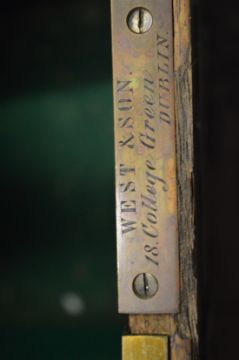 WEST & SON.
18. College Green
DUBLIN.